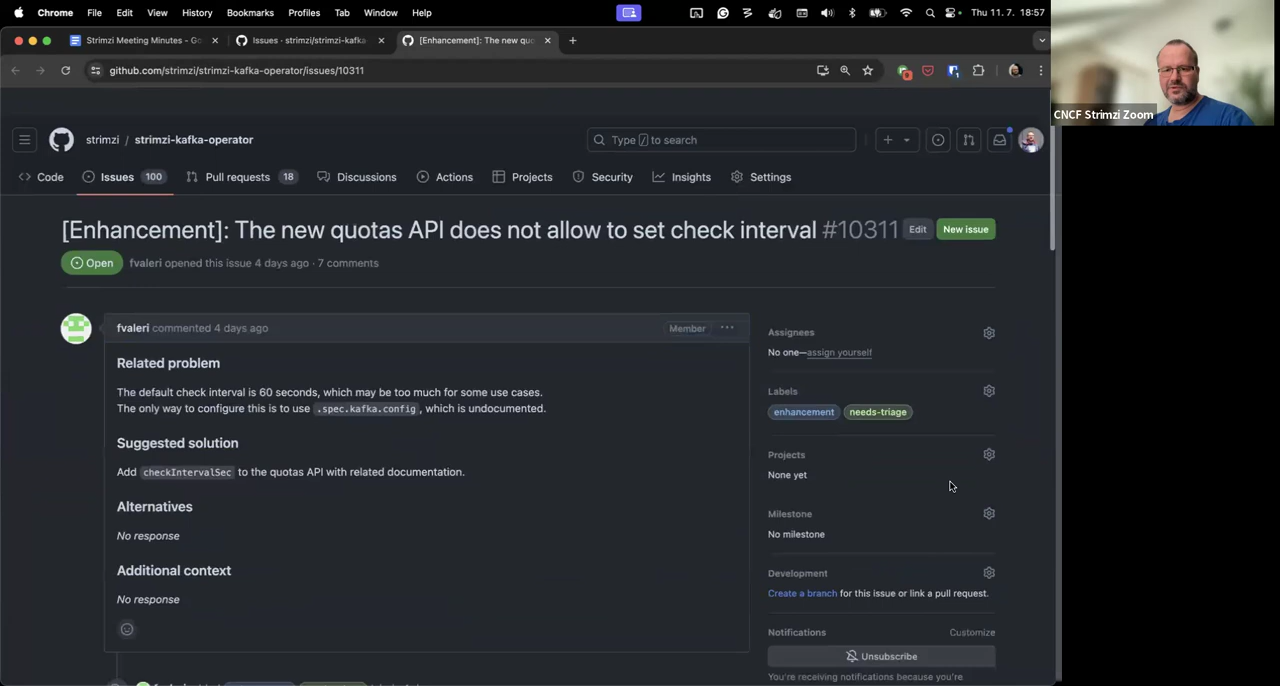 Chrome File Edit View History Bookmarks Profiles Tab Window Help Thu 11. 7. 18:57
Strimzi Meeting Minutes - Go
Issues · strimzi/strimzi-kafka-
[Enhancement]: The new quo
github.com/strimzi/strimzi-kafka-operator/issues/10311
CNCF Strimzi Zoom
strimzi / strimzi-kafka-operator
Type / to search
Code
Issues 100
Pull requests 18
Discussions
Actions
Projects
Security
Insights
Settings
[Enhancement]: The new quotas API does not allow to set check interval #10311
Edit
New issue
Open
fvaleri opened this issue 4 days ago · 7 comments
fvaleri commented 4 days ago
Member
Related problem
The default check interval is 60 seconds, which may be too much for some use cases.
The only way to configure this is to use .spec.kafka.config, which is undocumented.
Suggested solution
Add checkIntervalSec to the quotas API with related documentation.
Alternatives
No response
Additional context
No response
Assignees
No one—assign yourself
Labels
enhancement needs-triage
Projects
None yet
Milestone
No milestone
Development
Create a branch for this issue or link a pull request.
Notifications Customize
Unsubscribe
You're receiving notifications because you're